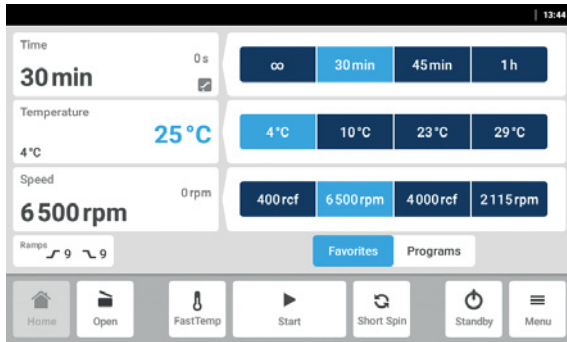 13:44
Time
0 s
30 min
∞ 30 min 45 min 1 h
Temperature
25 °C
4 °C
4 °C 10 °C 23 °C 29 °C
Speed
0 rpm
6 500 rpm
400 rcf 6 500 rpm 4 000 rcf 2 115 rpm
Ramps 9 9
Favorites Programs
Home Open FastTemp Start Short Spin Standby Menu